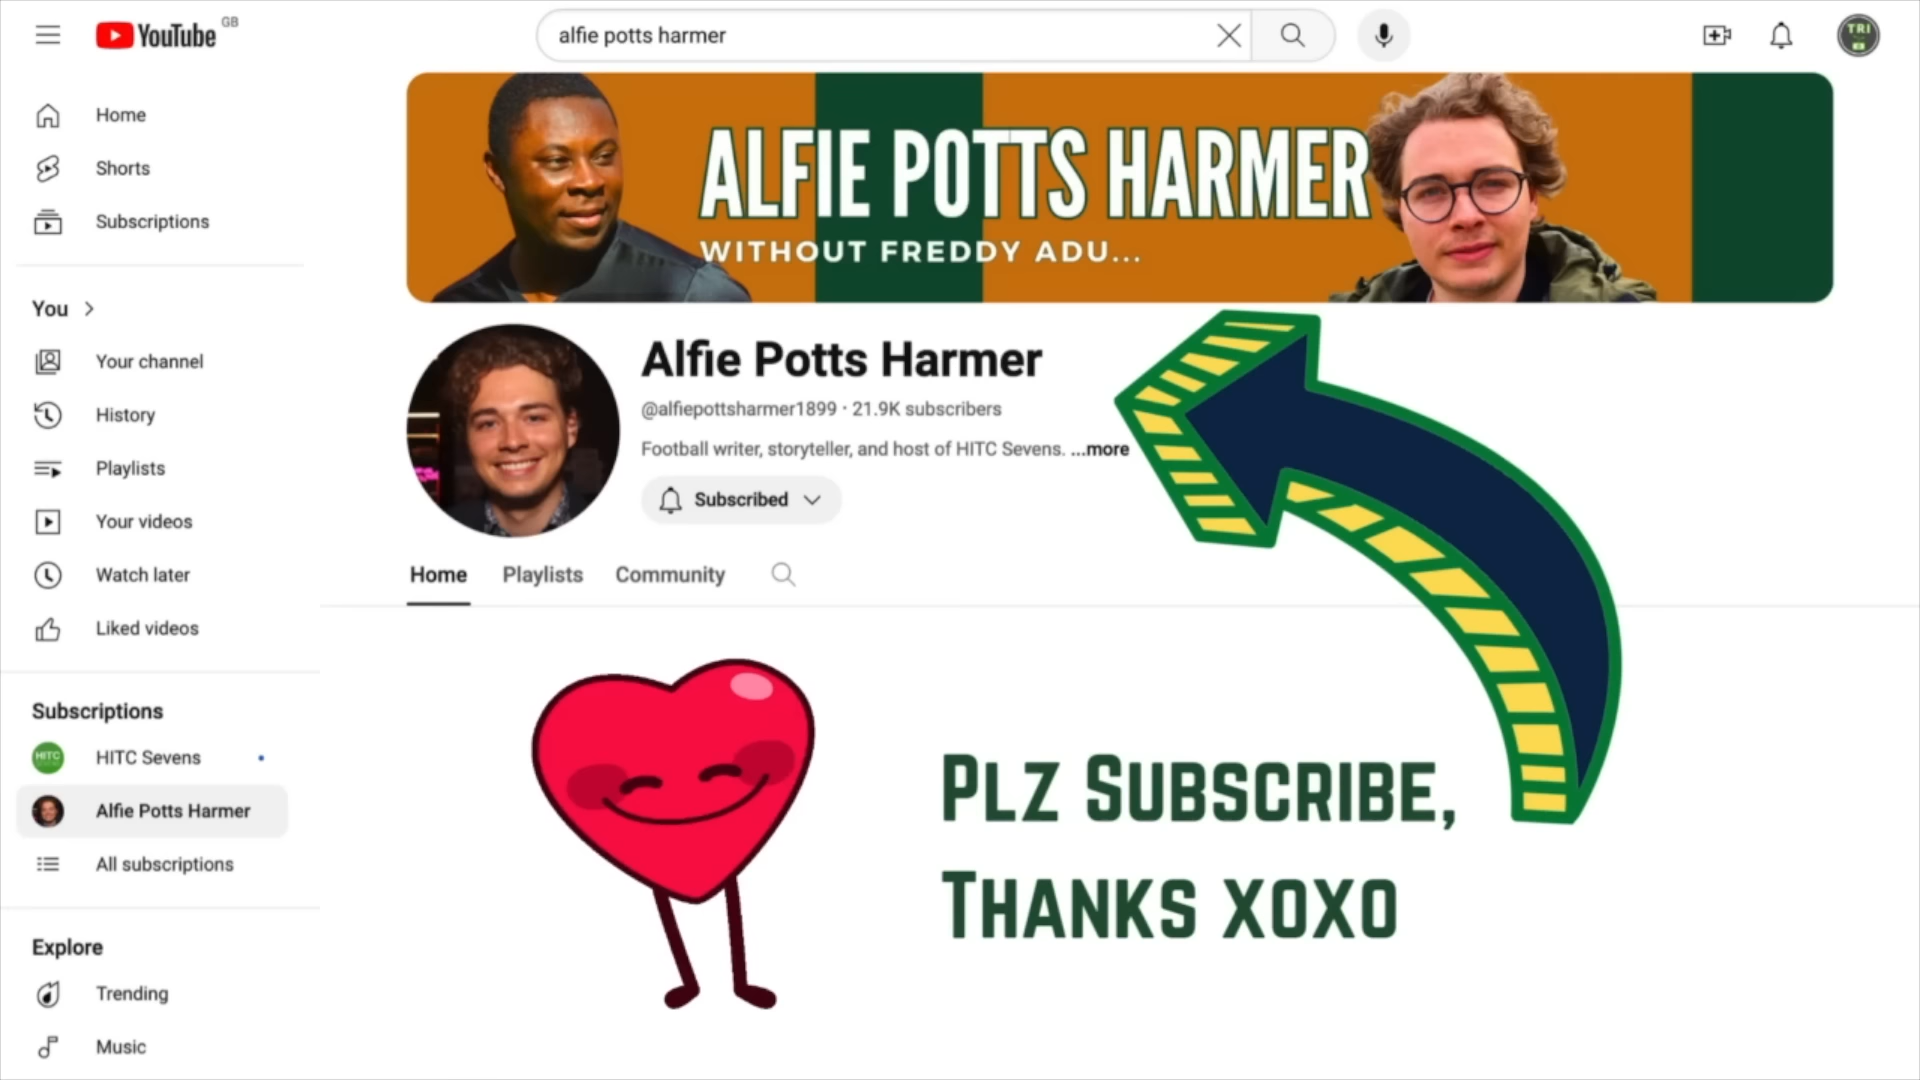 YouTube GB
alfie potts harmer
TRI
Home
Shorts
Subscriptions
You
Your channel
History
Playlists
Your videos
Watch later
Liked videos
Subscriptions
HITC
HITC Sevens
Alfie Potts Harmer
All subscriptions
Explore
Trending
Music
ALFIE POTTS HARMER
WITHOUT FREDDY ADU...
Alfie Potts Harmer
@alfiepottsharmer1899 · 21.9K subscribers
Football writer, storyteller, and host of HITC Sevens. ...more
Subscribed
Home Playlists Community
PLZ SUBSCRIBE,
THANKS XOXO